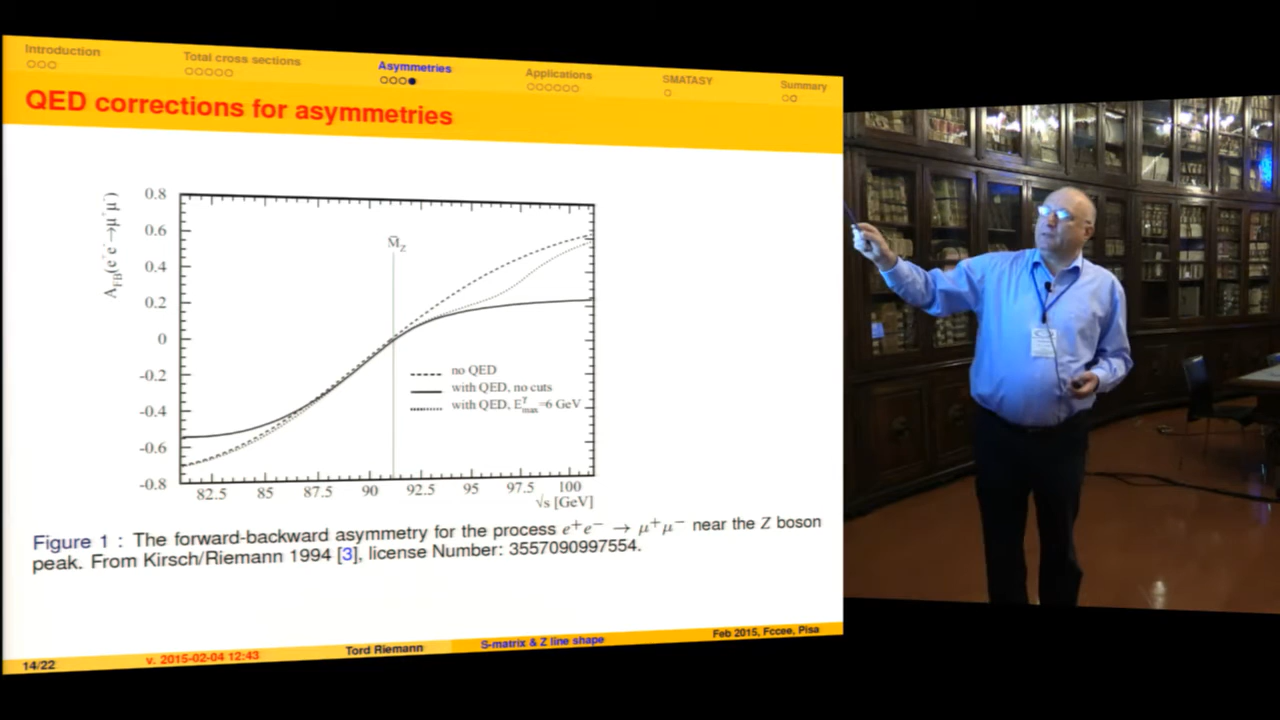 Introduction
Total cross sections
Asymmetries
Applications
SMATASY
Summary
QED corrections for asymmetries
A_FB(e⁺e⁻→μ⁺μ⁻)
0.8
0.6
0.4
0.2
0
-0.2
-0.4
-0.6
-0.8
M̄_Z
no QED
with QED, no cuts
with QED, E^γ_max=6 GeV
82.5 85 87.5 90 92.5 95 97.5 100
√s [GeV]
Figure 1 : The forward-backward asymmetry for the process e⁺e⁻ → μ⁺μ⁻ near the Z boson
peak. From Kirsch/Riemann 1994 [3], license Number: 3557090997554.
14/22 v. 2015-02-04 12:43 Tord Riemann S-matrix & Z line shape Feb 2015, Fccee, Pisa